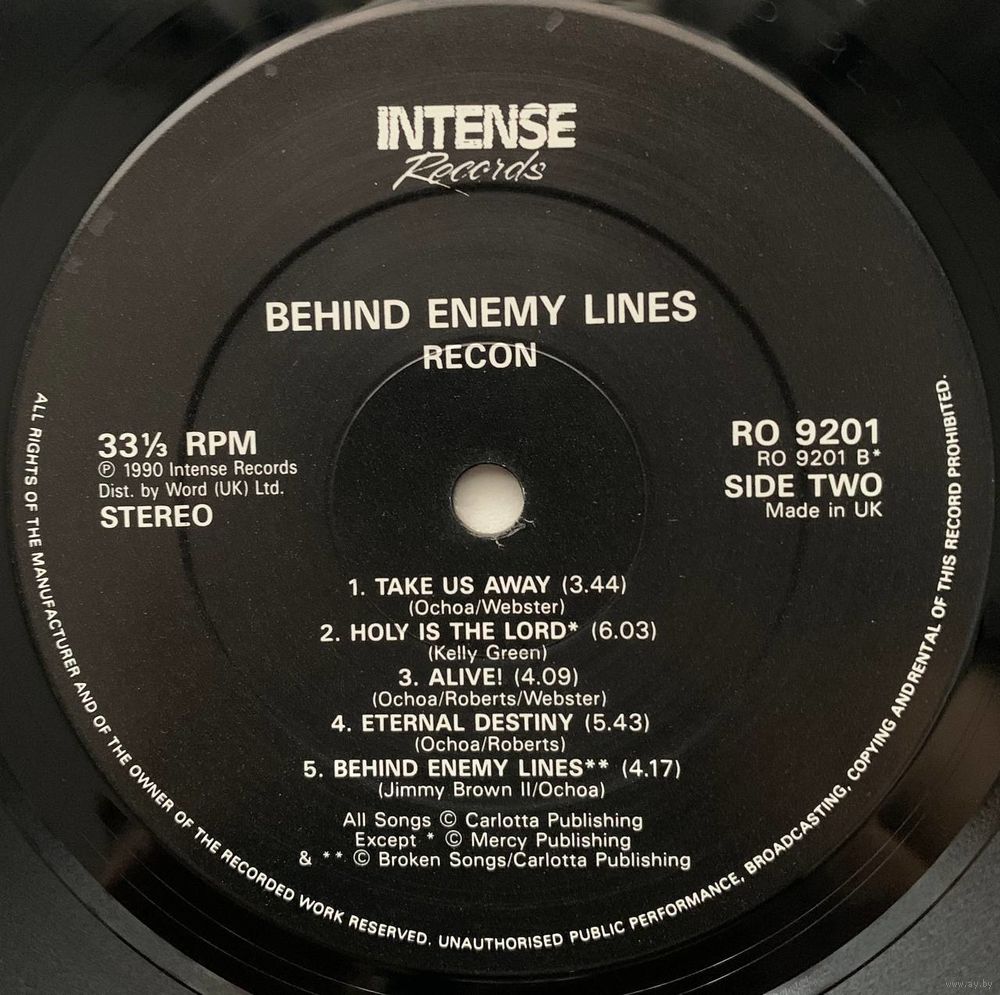 INTENSE
Records
BEHIND ENEMY LINES
RECON
33⅓ RPM
℗ 1990 Intense Records
Dist. by Word (UK) Ltd.
STEREO
RO 9201
RO 9201 B*
SIDE TWO
Made in UK
1. TAKE US AWAY (3.44)
(Ochoa/Webster)
2. HOLY IS THE LORD* (6.03)
(Kelly Green)
3. ALIVE! (4.09)
(Ochoa/Roberts/Webster)
4. ETERNAL DESTINY (5.43)
(Ochoa/Roberts)
5. BEHIND ENEMY LINES** (4.17)
(Jimmy Brown II/Ochoa)
All Songs © Carlotta Publishing
Except * © Mercy Publishing
& ** © Broken Songs/Carlotta Publishing
ALL RIGHTS OF THE MANUFACTURER AND OF THE OWNER OF THE RECORDED WORK RESERVED. UNAUTHORISED PUBLIC PERFORMANCE, BROADCASTING, COPYING AND RENTAL OF THIS RECORD PROHIBITED.
www.ay.by